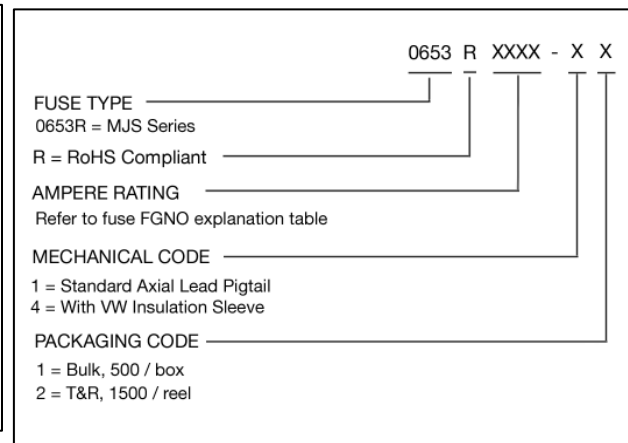 0653 R XXXX - X X
FUSE TYPE
0653R = MJS Series
R = RoHS Compliant
AMPERE RATING
Refer to fuse FGNO explanation table
MECHANICAL CODE
1 = Standard Axial Lead Pigtail
4 = With VW Insulation Sleeve
PACKAGING CODE
1 = Bulk, 500 / box
2 = T&R, 1500 / reel